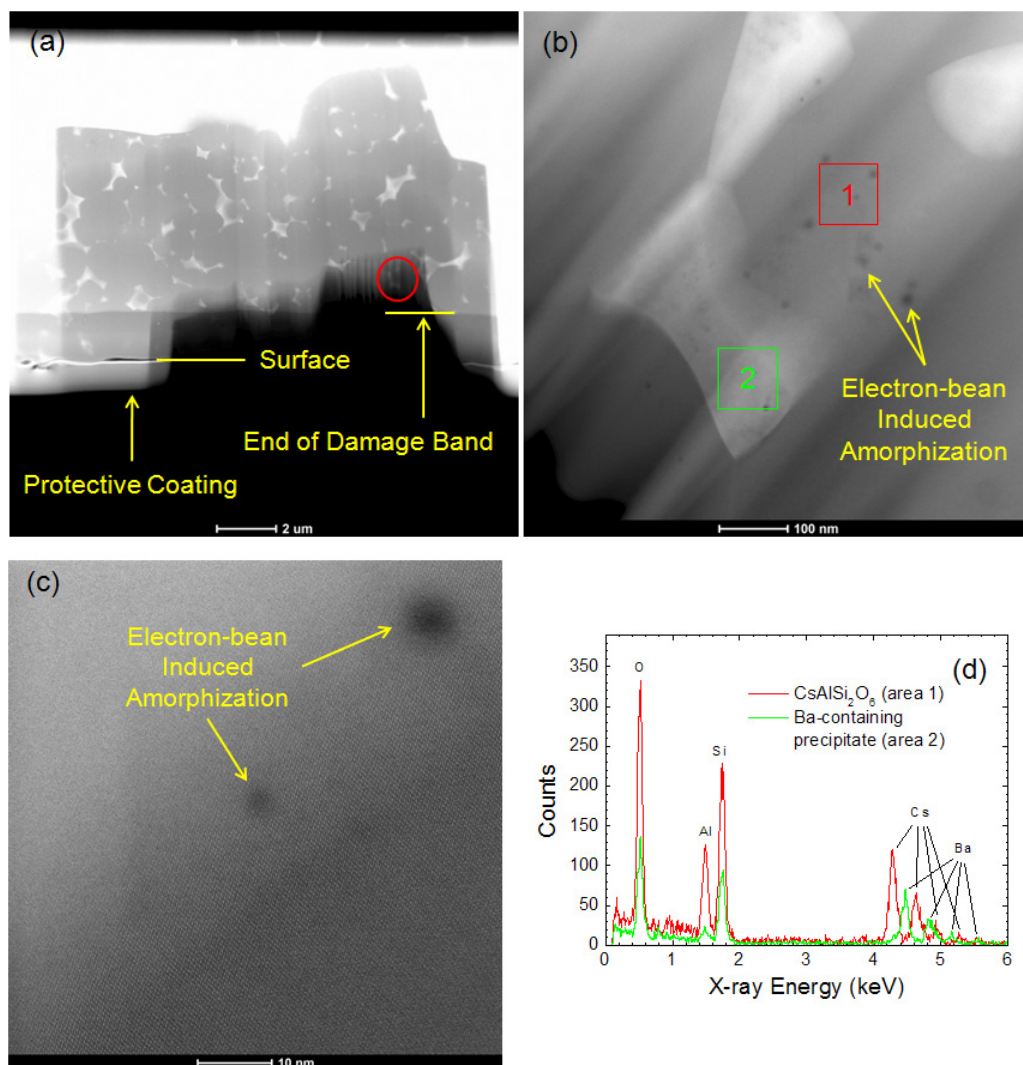 (a)
Surface
End of Damage Band
Protective Coating
2 um
(b)
1
2
Electron-bean
Induced
Amorphization
100 nm
(c)
Electron-bean
Induced
Amorphization
10 nm
(d)
CsAlSi2O6 (area 1)
Ba-containing
precipitate (area 2)
O
Si
Al
Cs
Ba
350
300
250
200
150
100
50
0
Counts
0 1 2 3 4 5 6
X-ray Energy (keV)